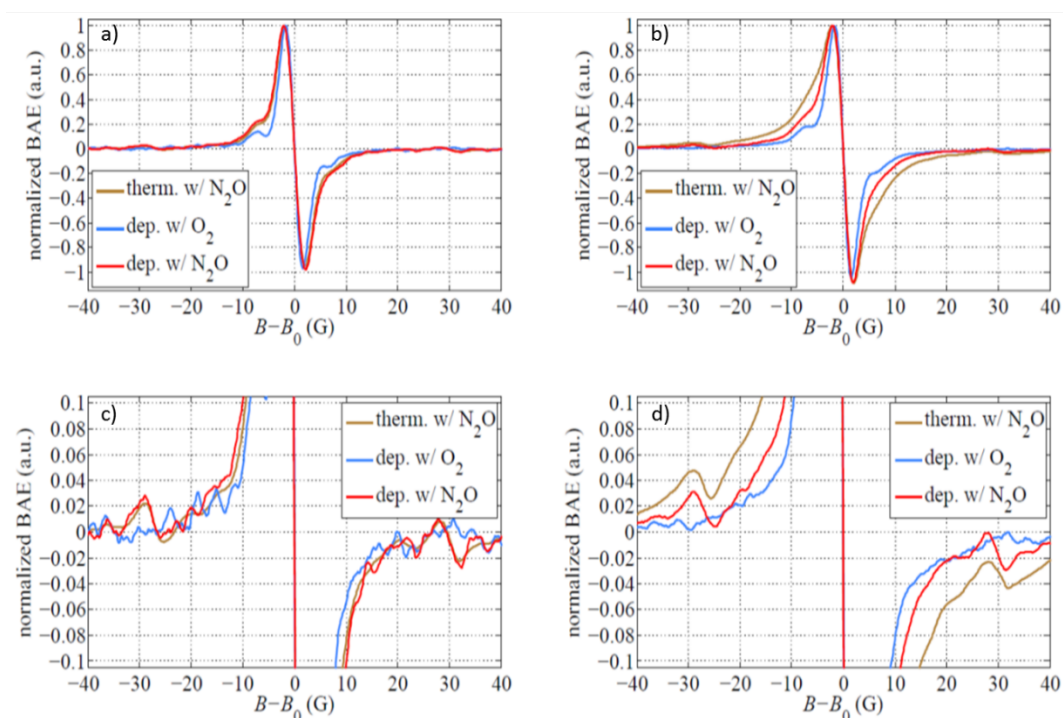 a)
normalized BAE (a.u.)
1
0.8
0.6
0.4
0.2
0
−0.2
−0.4
−0.6
−0.8
−1
therm. w/ N₂O
dep. w/ O₂
dep. w/ N₂O
−40 −30 −20 −10 0 10 20 30 40
B−B₀ (G)
b)
normalized BAE (a.u.)
1
0.8
0.6
0.4
0.2
0
−0.2
−0.4
−0.6
−0.8
−1
therm. w/ N₂O
dep. w/ O₂
dep. w/ N₂O
−40 −30 −20 −10 0 10 20 30 40
B−B₀ (G)
c)
normalized BAE (a.u.)
0.1
0.08
0.06
0.04
0.02
0
−0.02
−0.04
−0.06
−0.08
−0.1
therm. w/ N₂O
dep. w/ O₂
dep. w/ N₂O
−40 −30 −20 −10 0 10 20 30 40
B−B₀ (G)
d)
normalized BAE (a.u.)
0.1
0.08
0.06
0.04
0.02
0
−0.02
−0.04
−0.06
−0.08
−0.1
therm. w/ N₂O
dep. w/ O₂
dep. w/ N₂O
−40 −30 −20 −10 0 10 20 30 40
B−B₀ (G)